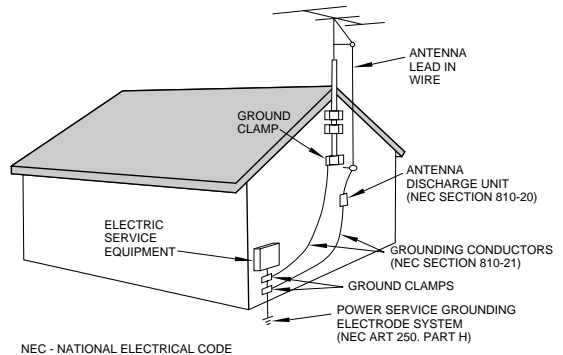 ANTENNA
LEAD IN
WIRE
GROUND
CLAMP
ANTENNA
DISCHARGE UNIT
(NEC SECTION 810-20)
ELECTRIC
SERVICE
EQUIPMENT
GROUNDING CONDUCTORS
(NEC SECTION 810-21)
GROUND CLAMPS
POWER SERVICE GROUNDING
ELECTRODE SYSTEM
(NEC ART 250. PART H)
NEC - NATIONAL ELECTRICAL CODE